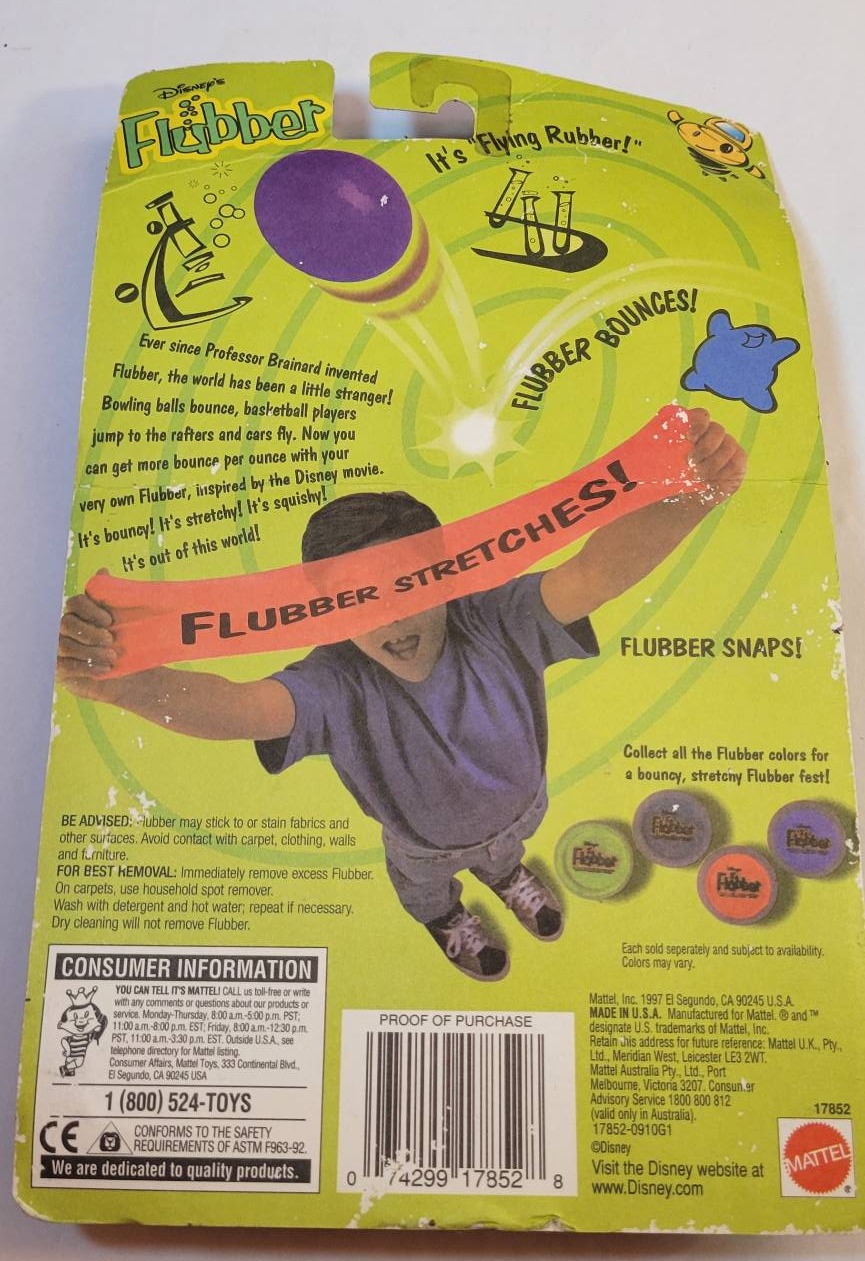 DISNEY'S
Flubber
It's "Flying Rubber!"
FLUBBER BOUNCES!
Ever since Professor Brainard invented
Flubber, the world has been a little stranger!
Bowling balls bounce, basketball players
jump to the rafters and cars fly. Now you
can get more bounce per ounce with your
very own Flubber, inspired by the Disney movie.
It's bouncy! It's stretchy! It's squishy!
It's out of this world!
FLUBBER STRETCHES!
FLUBBER SNAPS!
Collect all the Flubber colors for
a bouncy, stretchy Flubber fest!
Flubber
Flubber
Flubber
Flubber
BE ADVISED: Flubber may stick to or stain fabrics and
other surfaces. Avoid contact with carpet, clothing, walls
and furniture.
FOR BEST REMOVAL: Immediately remove excess Flubber.
On carpets, use household spot remover.
Wash with detergent and hot water; repeat if necessary.
Dry cleaning will not remove Flubber.
Each sold seperately and subject to availability.
Colors may vary.
CONSUMER INFORMATION
YOU CAN TELL IT'S MATTEL! CALL us toll-free or write
with any comments or questions about our products or
service. Monday-Thursday, 8:00 a.m.-5:00 p.m. PST;
11:00 a.m.-8:00 p.m. EST; Friday, 8:00 a.m.-12:30 p.m.
PST, 11:00 a.m.-3:30 p.m. EST. Outside U.S.A., see
telephone directory for Mattel listing.
Consumer Affairs, Mattel Toys, 333 Continental Blvd.,
El Segundo, CA 90245 USA
1 (800) 524-TOYS
CE
CONFORMS TO THE SAFETY
REQUIREMENTS OF ASTM F963-92.
We are dedicated to quality products.
PROOF OF PURCHASE
0 74299 17852 8
Mattel, Inc. 1997 El Segundo, CA 90245 U.S.A.
MADE IN U.S.A. Manufactured for Mattel. ® and ™
designate U.S. trademarks of Mattel, Inc.
Retain this address for future reference: Mattel U.K., Pty.,
Ltd., Meridian West, Leicester LE3 2WT.
Mattel Australia Pty., Ltd., Port
Melbourne, Victoria 3207. Consumer
Advisory Service 1800 800 812
(valid only in Australia).
17852-0910G1
©Disney
Visit the Disney website at
www.Disney.com
17852
MATTEL
®